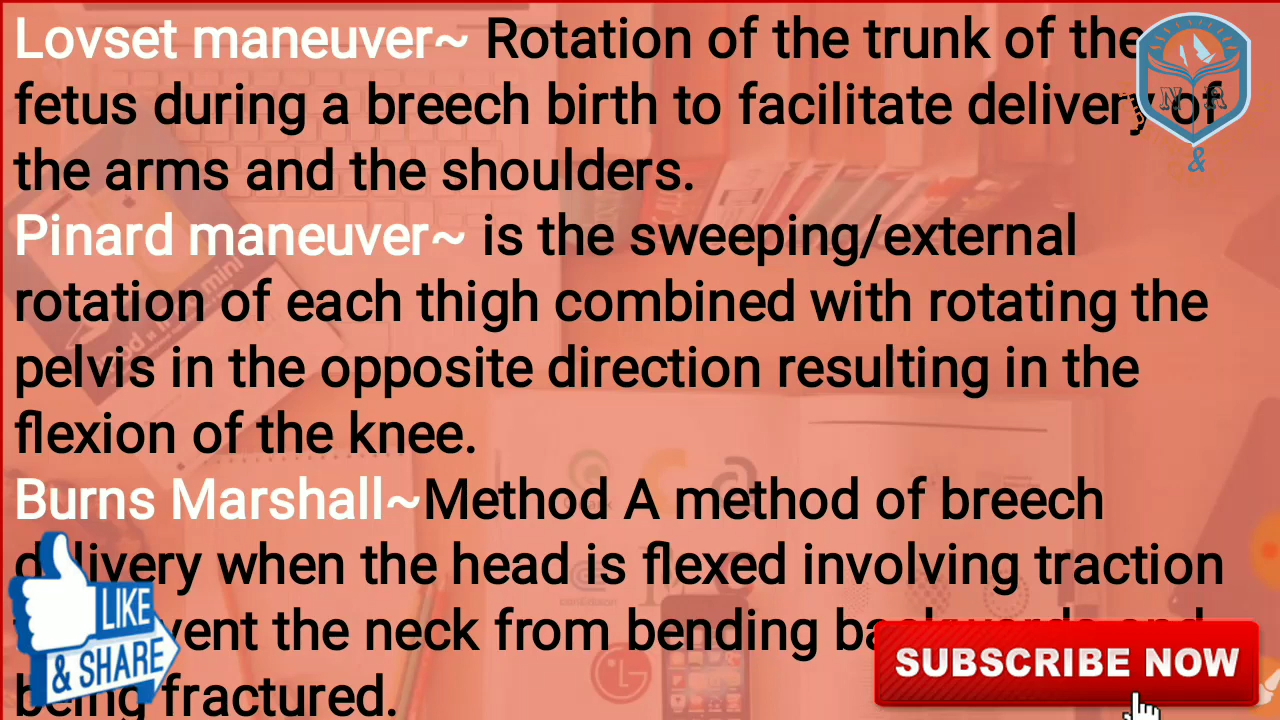 Lovset maneuver~ Rotation of the trunk of the
fetus during a breech birth to facilitate delivery of
the arms and the shoulders.
Pinard maneuver~ is the sweeping/external
rotation of each thigh combined with rotating the
pelvis in the opposite direction resulting in the
flexion of the knee.
Burns Marshall~Method A method of breech
delivery when the head is flexed involving traction
the neck from bending backwards and
being fractured.
LIKE
& SHARE
SUBSCRIBE NOW
N R
&